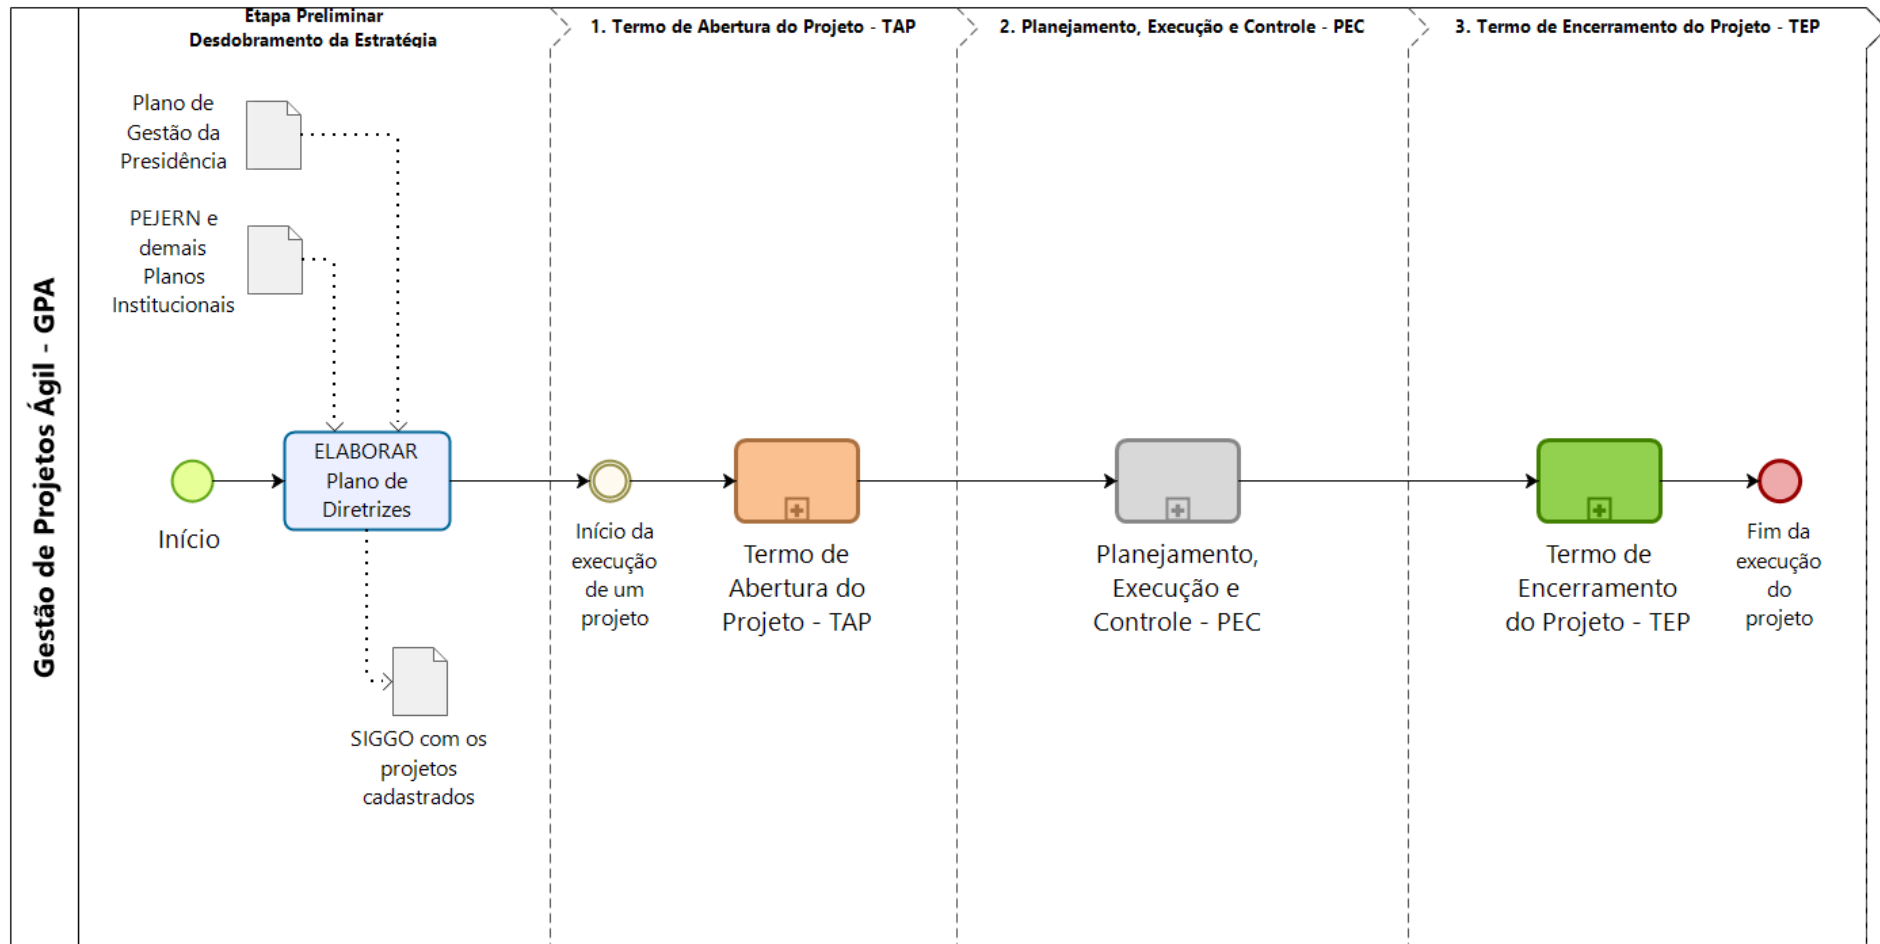 Gestão de Projetos Ágil - GPA
Etapa Preliminar
Desdobramento da Estratégia
1. Termo de Abertura do Projeto - TAP
2. Planejamento, Execução e Controle - PEC
3. Termo de Encerramento do Projeto - TEP
Plano de
Gestão da
Presidência
PEJERN e
demais
Planos
Institucionais
Início
ELABORAR
Plano de
Diretrizes
SIGGO com os
projetos
cadastrados
Início da
execução
de um
projeto
Termo de
Abertura do
Projeto - TAP
Planejamento,
Execução e
Controle - PEC
Termo de
Encerramento
do Projeto - TEP
Fim da
execução
do
projeto